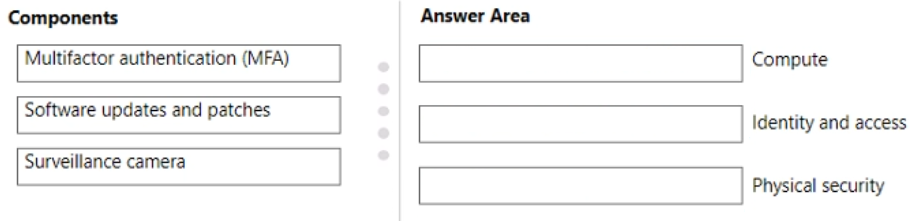 Components
Multifactor authentication (MFA)
Software updates and patches
Surveillance camera
Answer Area
Compute
Identity and access
Physical security